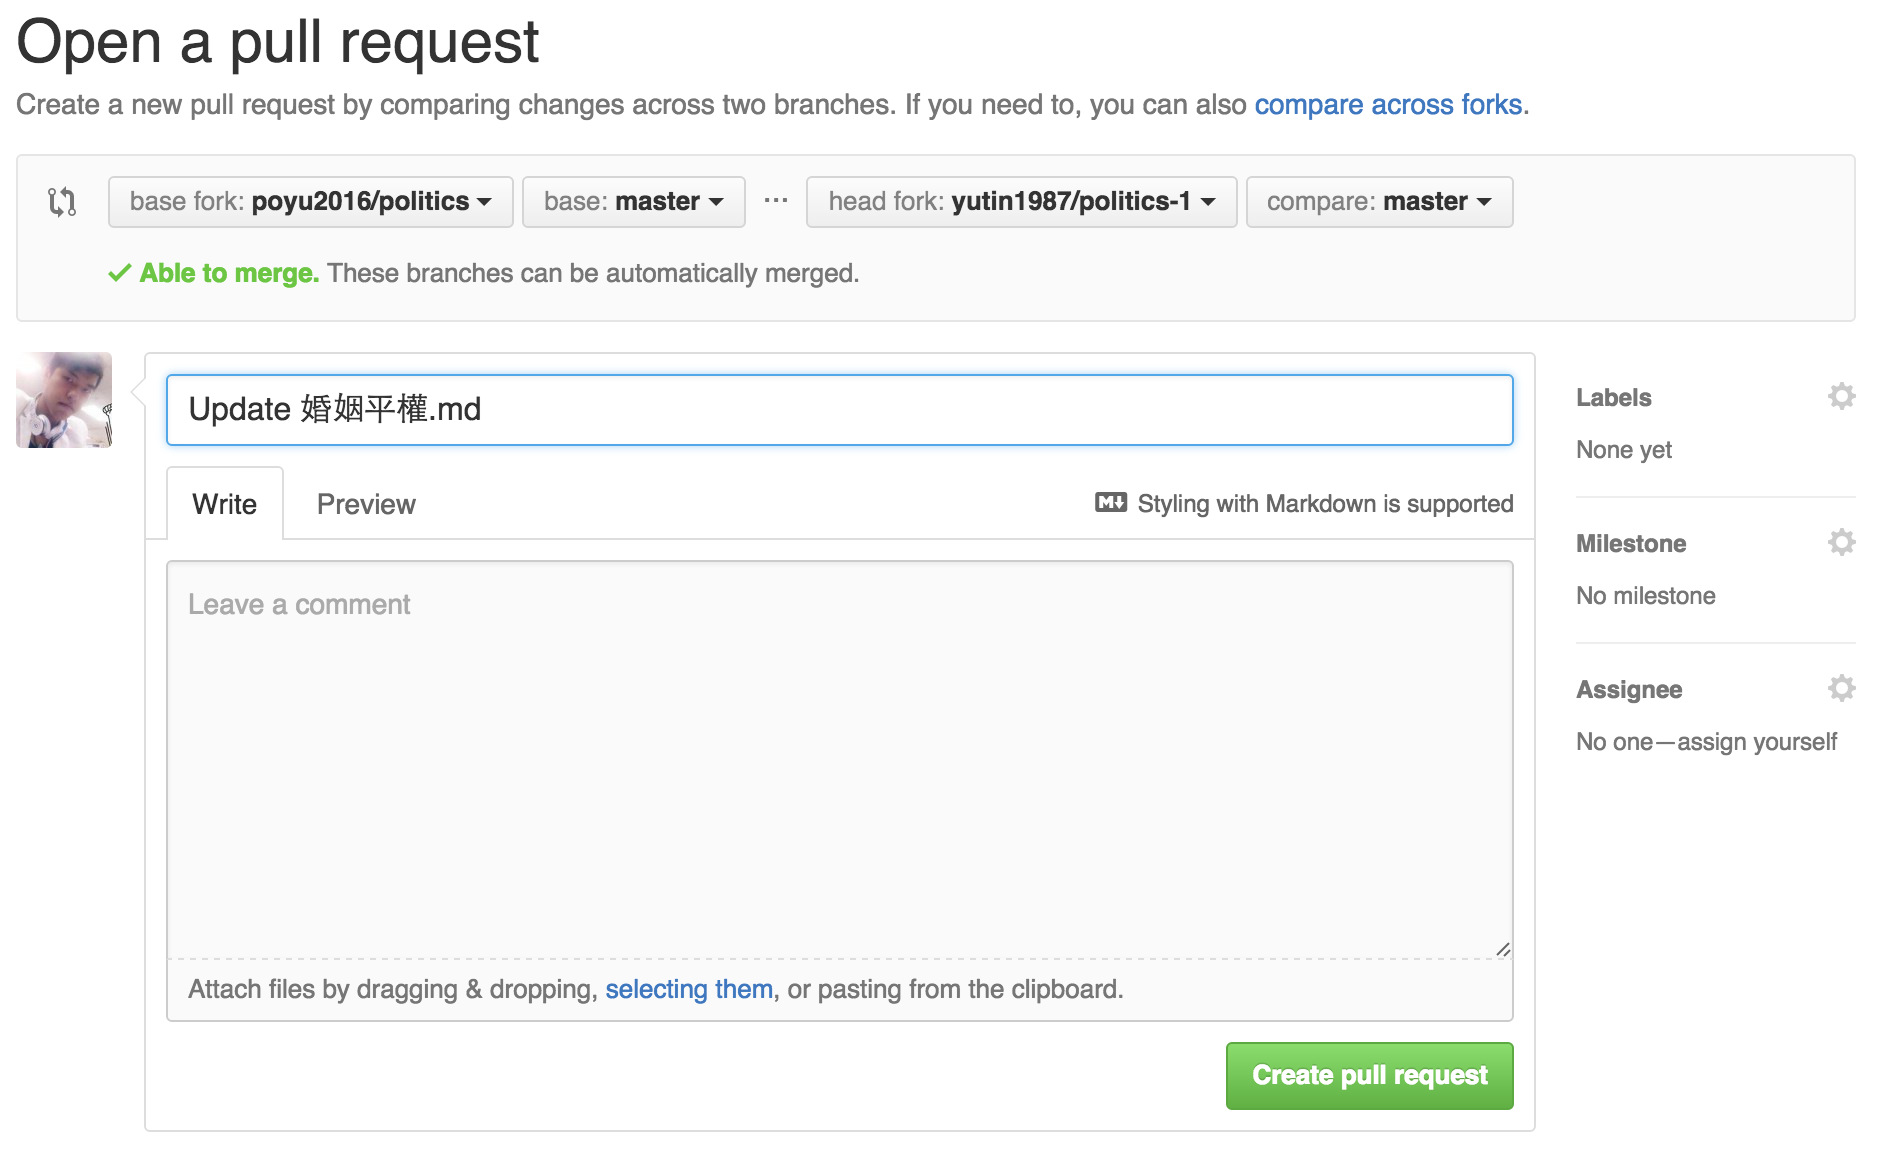 Open a pull request
Create a new pull request by comparing changes across two branches. If you need to, you can also compare across forks.
base fork: poyu2016/politics base: master ... head fork: yutin1987/politics-1 compare: master
Able to merge. These branches can be automatically merged.
Update 婚姻平權.md
Labels
None yet
Write Preview M↓ Styling with Markdown is supported
Milestone
No milestone
Leave a comment
Assignee
No one—assign yourself
Attach files by dragging & dropping, selecting them, or pasting from the clipboard.
Create pull request